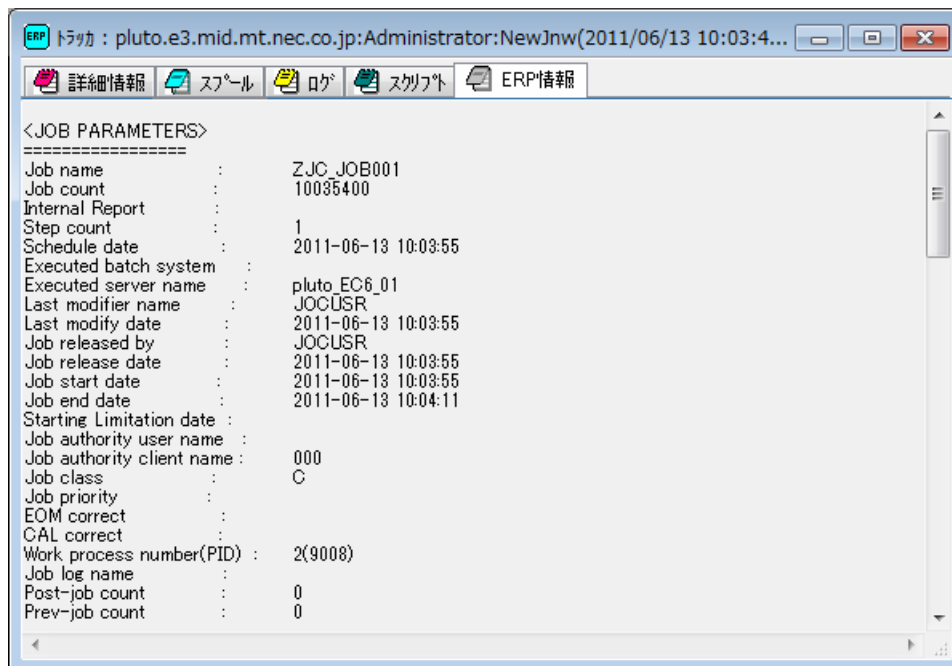 ERP トラッカ : pluto.e3.mid.mt.nec.co.jp:Administrator:NewJnw(2011/06/13 10:03:4...
詳細情報 スプール ログ スクリプト ERP情報
<JOB PARAMETERS>
=================
Job name : ZJC_JOB001
Job count : 10035400
Internal Report :
Step count : 1
Schedule date : 2011-06-13 10:03:55
Executed batch system :
Executed server name : pluto_EC6_01
Last modifier name : JOCUSR
Last modify date : 2011-06-13 10:03:55
Job released by : JOCUSR
Job release date : 2011-06-13 10:03:55
Job start date : 2011-06-13 10:03:55
Job end date : 2011-06-13 10:04:11
Starting Limitation date :
Job authority user name :
Job authority client name : 000
Job class : C
Job priority :
EOM correct :
CAL correct :
Work process number(PID) : 2(9008)
Job log name :
Post-job count : 0
Prev-job count : 0